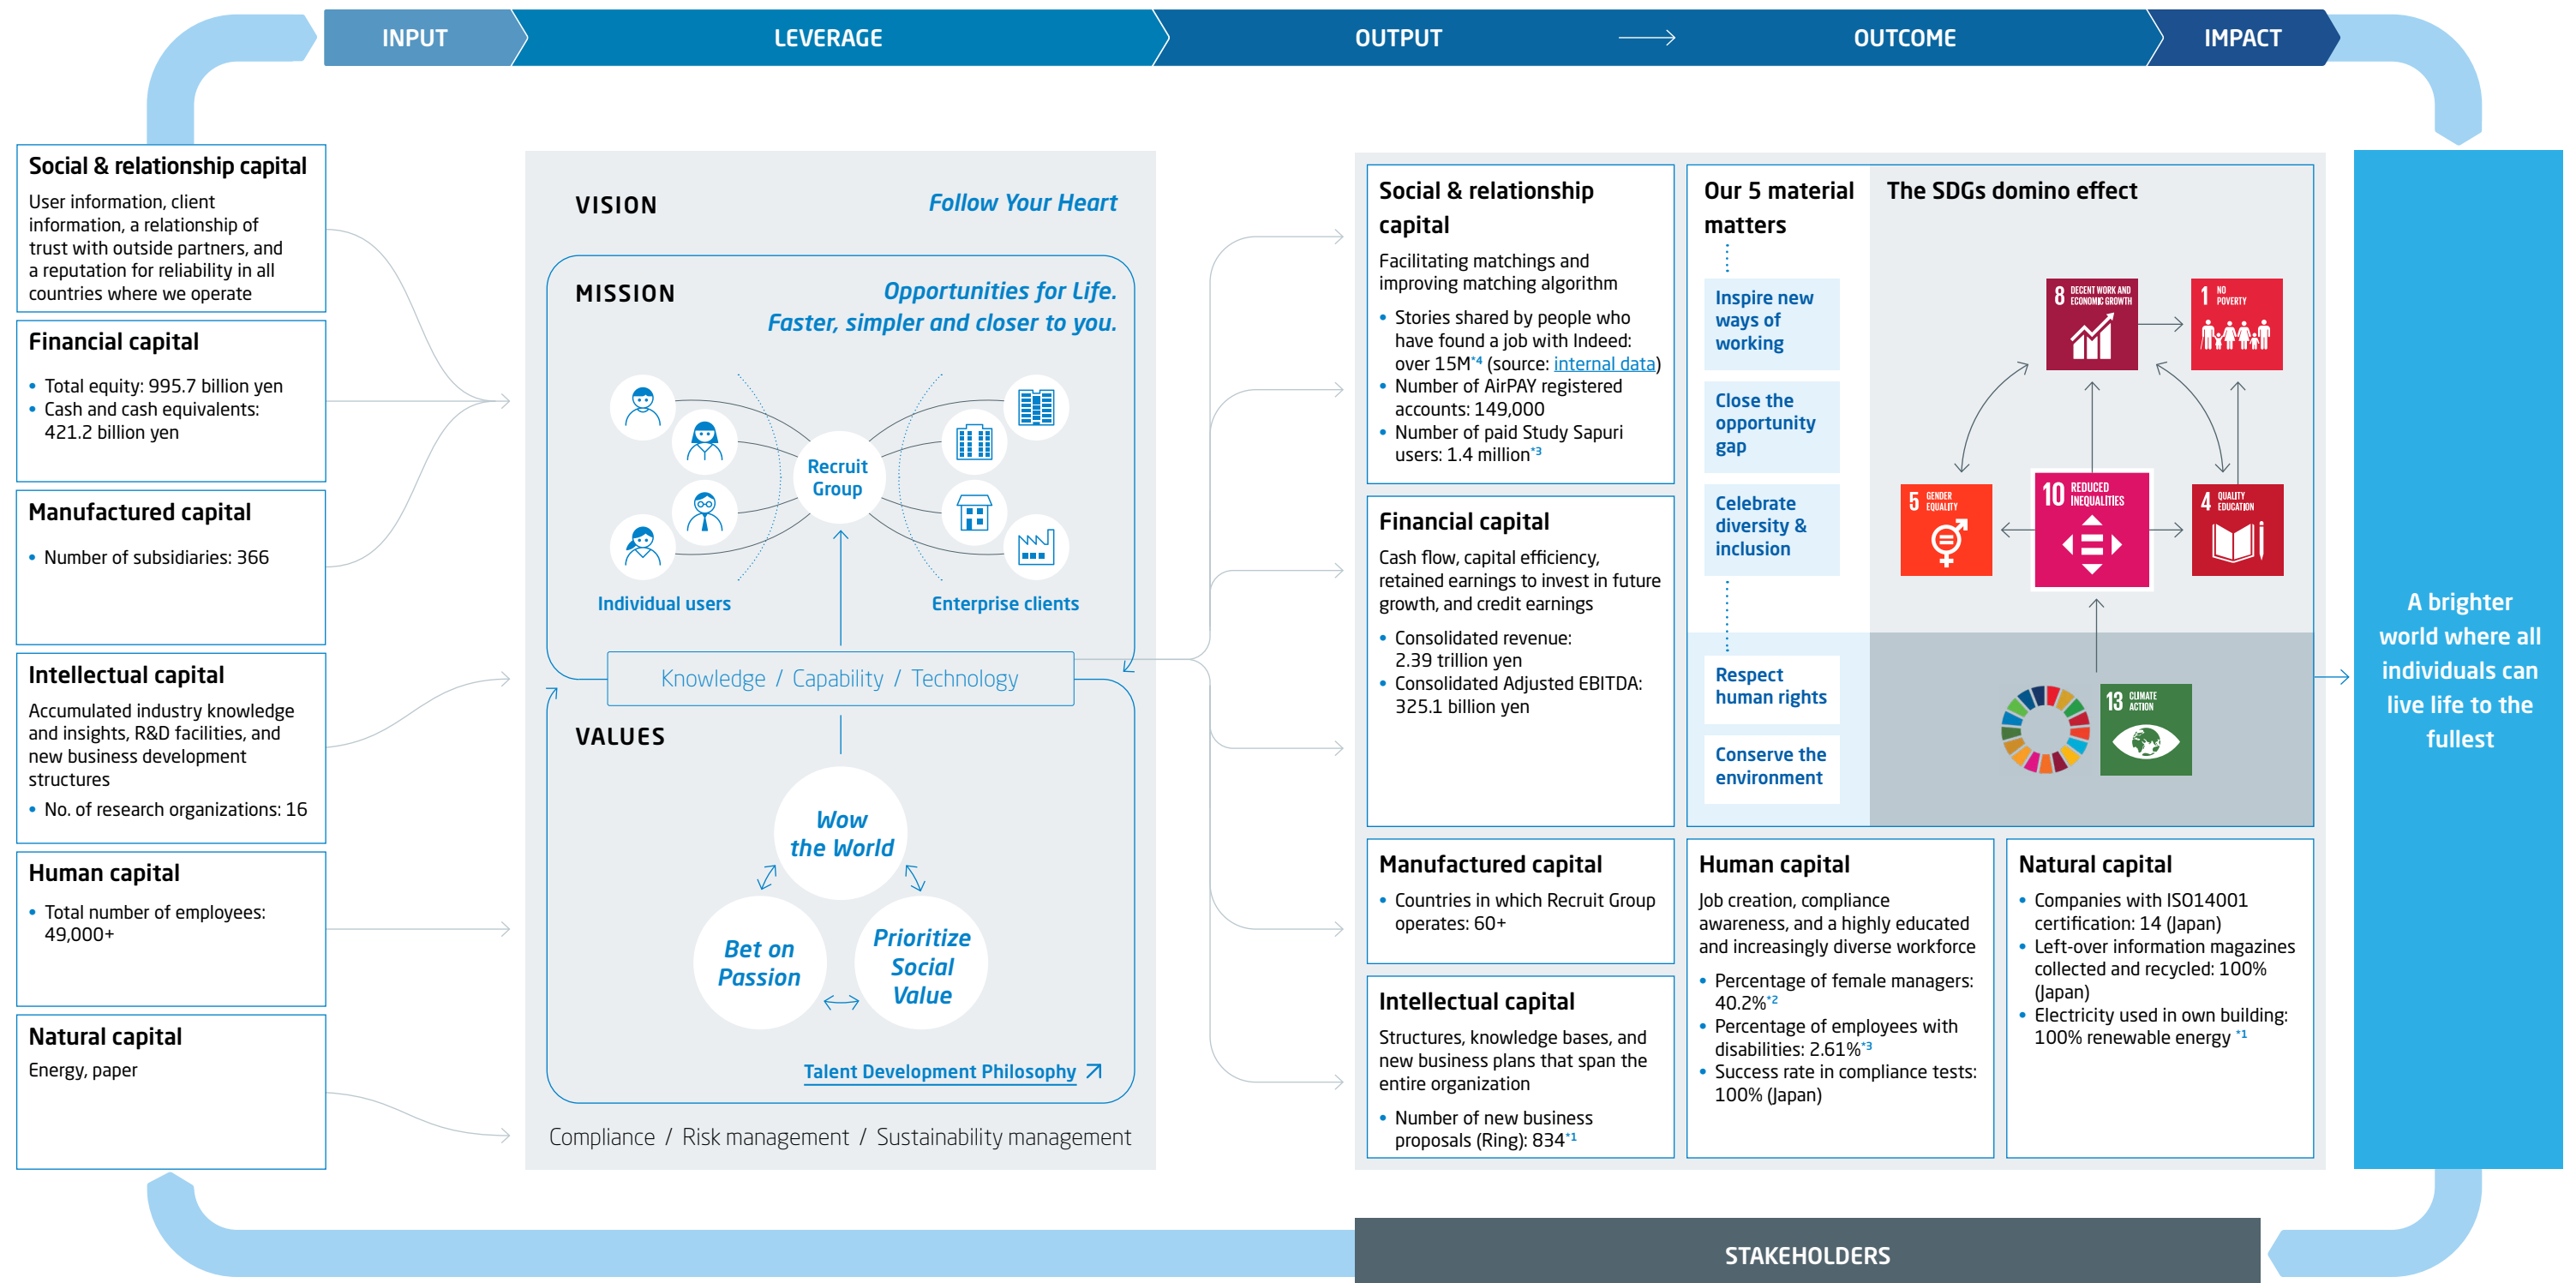 INPUT
LEVERAGE
OUTPUT
OUTCOME
IMPACT
Social & relationship capital
User information, client
information, a relationship of
trust with outside partners, and
a reputation for reliability in all
countries where we operate
Financial capital
• Total equity: 995.7 billion yen
• Cash and cash equivalents:
421.2 billion yen
Manufactured capital
• Number of subsidiaries: 366
Intellectual capital
Accumulated industry knowledge
and insights, R&D facilities, and
new business development
structures
• No. of research organizations: 16
Human capital
• Total number of employees:
49,000+
Natural capital
Energy, paper
VISION
Follow Your Heart
MISSION
Opportunities for Life.
Faster, simpler and closer to you.
Recruit
Group
Individual users
Enterprise clients
Knowledge / Capability / Technology
VALUES
Wow
the World
Bet on
Passion
Prioritize
Social
Value
Talent Development Philosophy
Compliance / Risk management / Sustainability management
Social & relationship
capital
Facilitating matchings and
improving matching algorithm
• Stories shared by people who
have found a job with Indeed:
over 15M*4 (source: internal data)
• Number of AirPAY registered
accounts: 149,000
• Number of paid Study Sapuri
users: 1.4 million*3
Financial capital
Cash flow, capital efficiency,
retained earnings to invest in future
growth, and credit earnings
• Consolidated revenue:
2.39 trillion yen
• Consolidated Adjusted EBITDA:
325.1 billion yen
Manufactured capital
• Countries in which Recruit Group
operates: 60+
Intellectual capital
Structures, knowledge bases, and
new business plans that span the
entire organization
• Number of new business
proposals (Ring): 834*1
Our 5 material
matters
Inspire new
ways of
working
Close the
opportunity
gap
Celebrate
diversity &
inclusion
Respect
human rights
Conserve the
environment
The SDGs domino effect
8 DECENT WORK AND
ECONOMIC GROWTH
1 NO
POVERTY
5 GENDER
EQUALITY
10 REDUCED
INEQUALITIES
4 QUALITY
EDUCATION
13 CLIMATE
ACTION
Human capital
Job creation, compliance
awareness, and a highly educated
and increasingly diverse workforce
• Percentage of female managers:
40.2%*2
• Percentage of employees with
disabilities: 2.61%*3
• Success rate in compliance tests:
100% (Japan)
Natural capital
• Companies with ISO14001
certification: 14 (Japan)
• Left-over information magazines
collected and recycled: 100%
(Japan)
• Electricity used in own building:
100% renewable energy *1
A brighter
world where all
individuals can
live life to the
fullest
STAKEHOLDERS